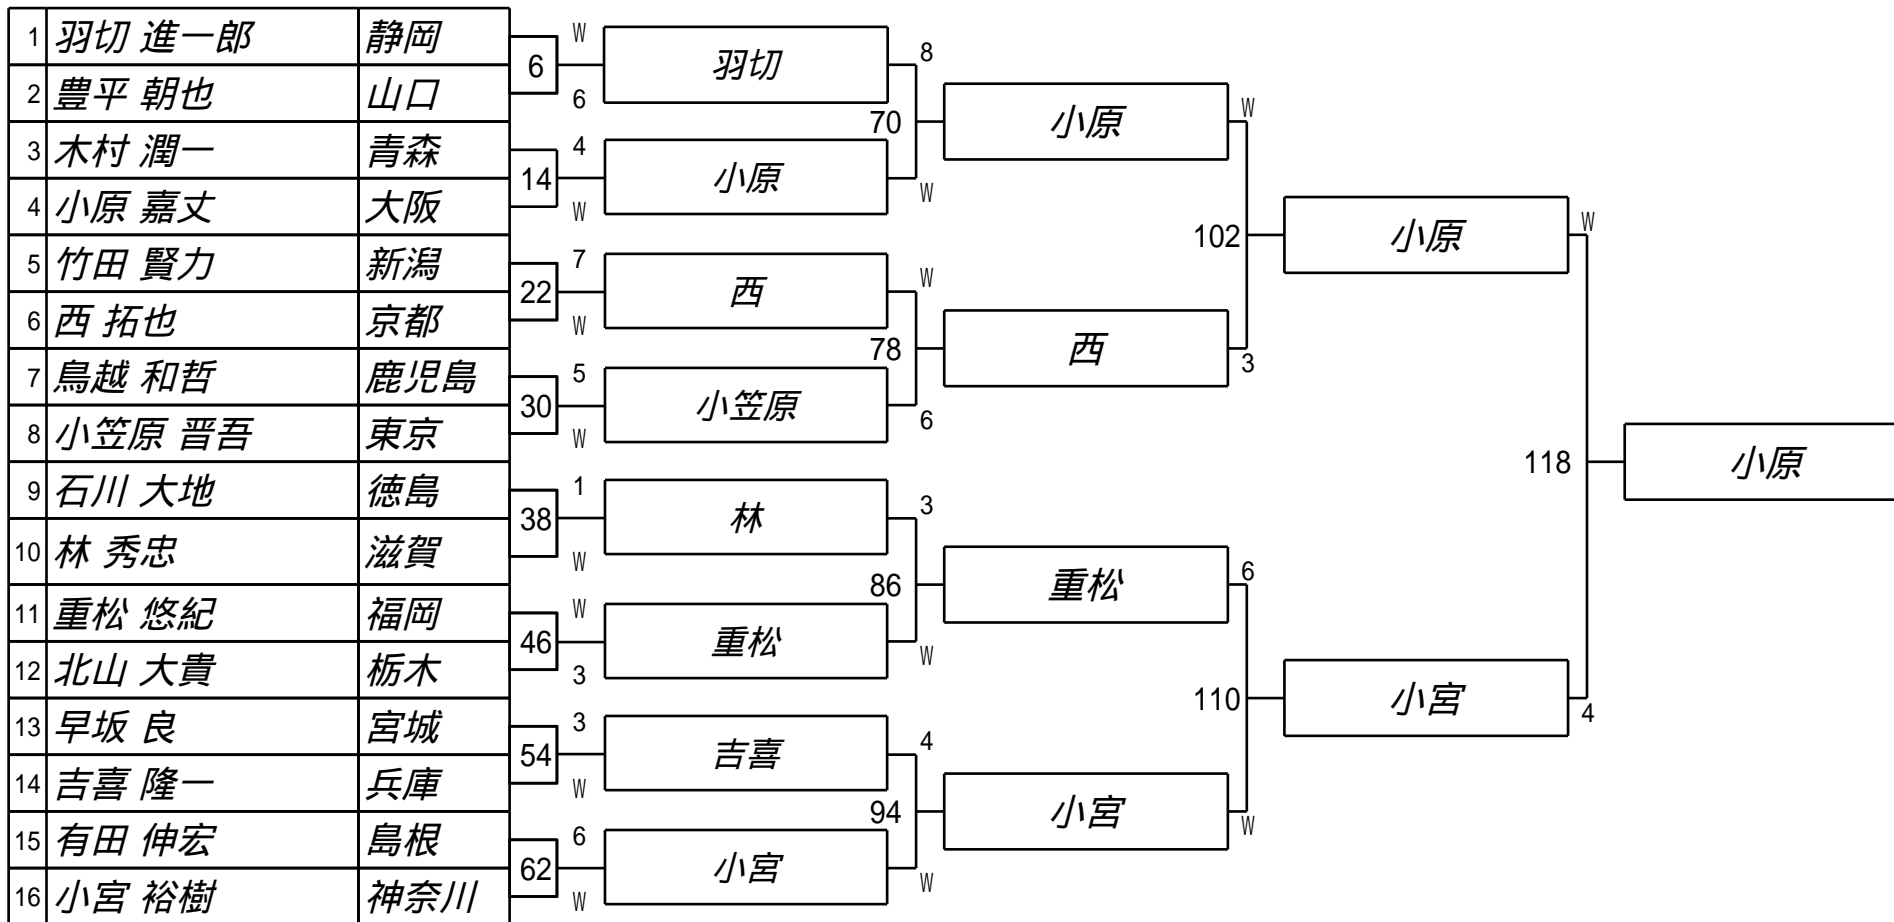 1 羽切 進一郎 静岡
2 豊平 朝也 山口
3 木村 潤一 青森
4 小原 嘉丈 大阪
5 竹田 賢力 新潟
6 西 拓也 京都
7 鳥越 和哲 鹿児島
8 小笠原 晋吾 東京
9 石川 大地 徳島
10 林 秀忠 滋賀
11 重松 悠紀 福岡
12 北山 大貴 栃木
13 早坂 良 宮城
14 吉喜 隆一 兵庫
15 有田 伸宏 島根
16 小宮 裕樹 神奈川
6
14
22
30
38
46
54
62
W
6
4
W
7
W
5
W
1
W
W
3
3
W
6
W
羽切
小原
西
小笠原
林
重松
吉喜
小宮
8
70
W
W
78
6
3
86
W
4
94
W
小原
西
重松
小宮
W
102
3
6
110
W
小原
小宮
W
118
4
小原